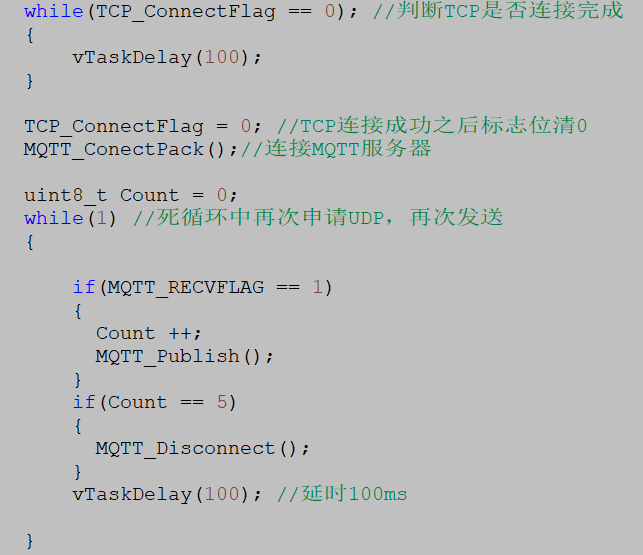 while(TCP_ConnectFlag == 0); //判断TCP是否连接完成
{
    vTaskDelay(100);
}
TCP_ConnectFlag = 0; //TCP连接成功之后标志位清0
MQTT_ConectPack();//连接MQTT服务器
uint8_t Count = 0;
while(1) //死循环中再次申请UDP，再次发送
{
    if(MQTT_RECVFLAG == 1)
    {
      Count ++;
      MQTT_Publish();
    }
    if(Count == 5)
    {
      MQTT_Disconnect();
    }
    vTaskDelay(100); //延时100ms
}